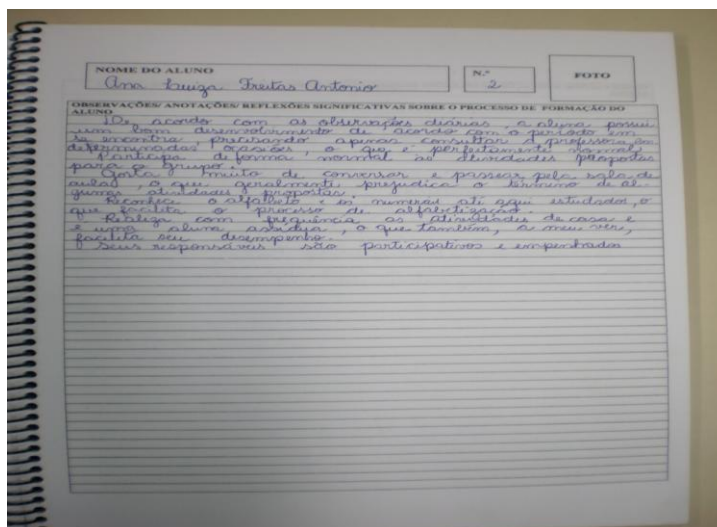 NOME DO ALUNO
Ana Luiza Freitas Antonio
N.º
2
FOTO
OBSERVAÇÕES/ ANOTAÇÕES/ REFLEXÕES SIGNIFICATIVAS SOBRE O PROCESSO DE FORMAÇÃO DO
ALUNO
De acordo com as observações diárias, a aluna possui
um bom desenvolvimento de acordo com o período em
se encontra, precisando apenas consultar a professora em
determinadas ocasiões, o que é perfeitamente normal.
Participa de forma normal as atividades propostas
para o grupo.
Gosta muito de conversar e passear pela sala de
aula, o que geralmente prejudica o término de al-
gumas atividades propostas.
Reconhece o alfabeto e os numerais até aqui estudados, o
que facilita o processo de alfabetização.
Realiza com frequência as atividades de casa e
é uma aluna assídua, o que também, a meu ver,
facilita seu desempenho.
Seus responsáveis são participativos e empenhados